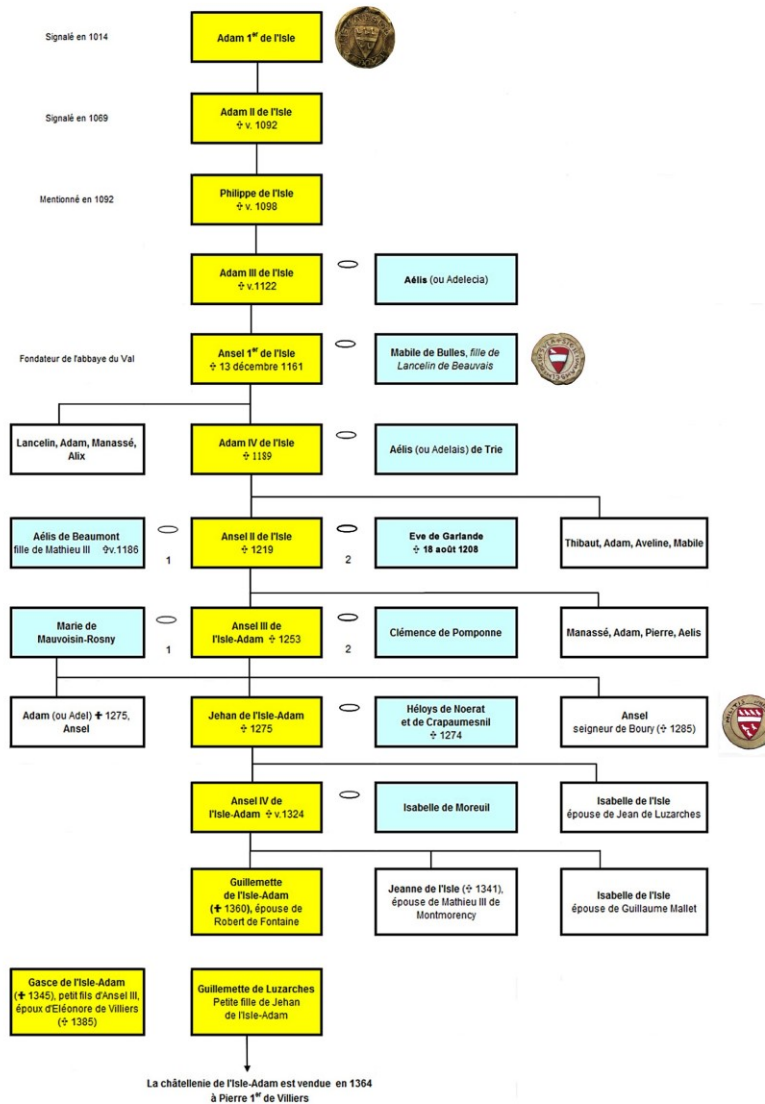 Signalé en 1014
Adam 1er de l'Isle
Signalé en 1069
Adam II de l'Isle
✣ v. 1092
Mentionné en 1092
Philippe de l'Isle
✣ v. 1098
Adam III de l'Isle
✣ v.1122
Aélis (ou Adelecia)
Fondateur de l'abbaye du Val
Ansel 1er de l'Isle
✣ 13 décembre 1161
Mabile de Bulles, fille de
Lancelin de Beauvais
Lancelin, Adam, Manassé,
Alix
Adam IV de l'Isle
✣ 1189
Aélis (ou Adelais) de Trie
Aélis de Beaumont
fille de Mathieu III ✣v.1186
1
Ansel II de l'Isle
✣ 1219
2
Eve de Garlande
✣ 18 août 1208
Thibaut, Adam, Aveline, Mabile
Marie de
Mauvoisin-Rosny
1
Ansel III de
l'Isle-Adam ✣ 1253
2
Clémence de Pomponne
Manassé, Adam, Pierre, Aelis
Adam (ou Adel) ✝ 1275,
Ansel
Jehan de l'Isle-Adam
✣ 1275
Héloys de Noerat
et de Crapaumesnil
✣ 1274
Ansel
seigneur de Boury (✣ 1285)
Ansel IV de
l'Isle-Adam ✣ v.1324
Isabelle de Moreuil
Isabelle de l'Isle
épouse de Jean de Luzarches
Guillemette
de l'Isle-Adam
(✝ 1360), épouse de
Robert de Fontaine
Jeanne de l'Isle (✣ 1341),
épouse de Mathieu III de
Montmorency
Isabelle de l'Isle
épouse de Guillaume Mallet
Gasce de l'Isle-Adam
(✝ 1345), petit fils d'Ansel III,
époux d'Eléonore de Villiers
(✣ 1385)
Guillemette de Luzarches
Petite fille de Jehan
de l'Isle-Adam
La châtellenie de l'Isle-Adam est vendue en 1364
à Pierre 1er de Villiers